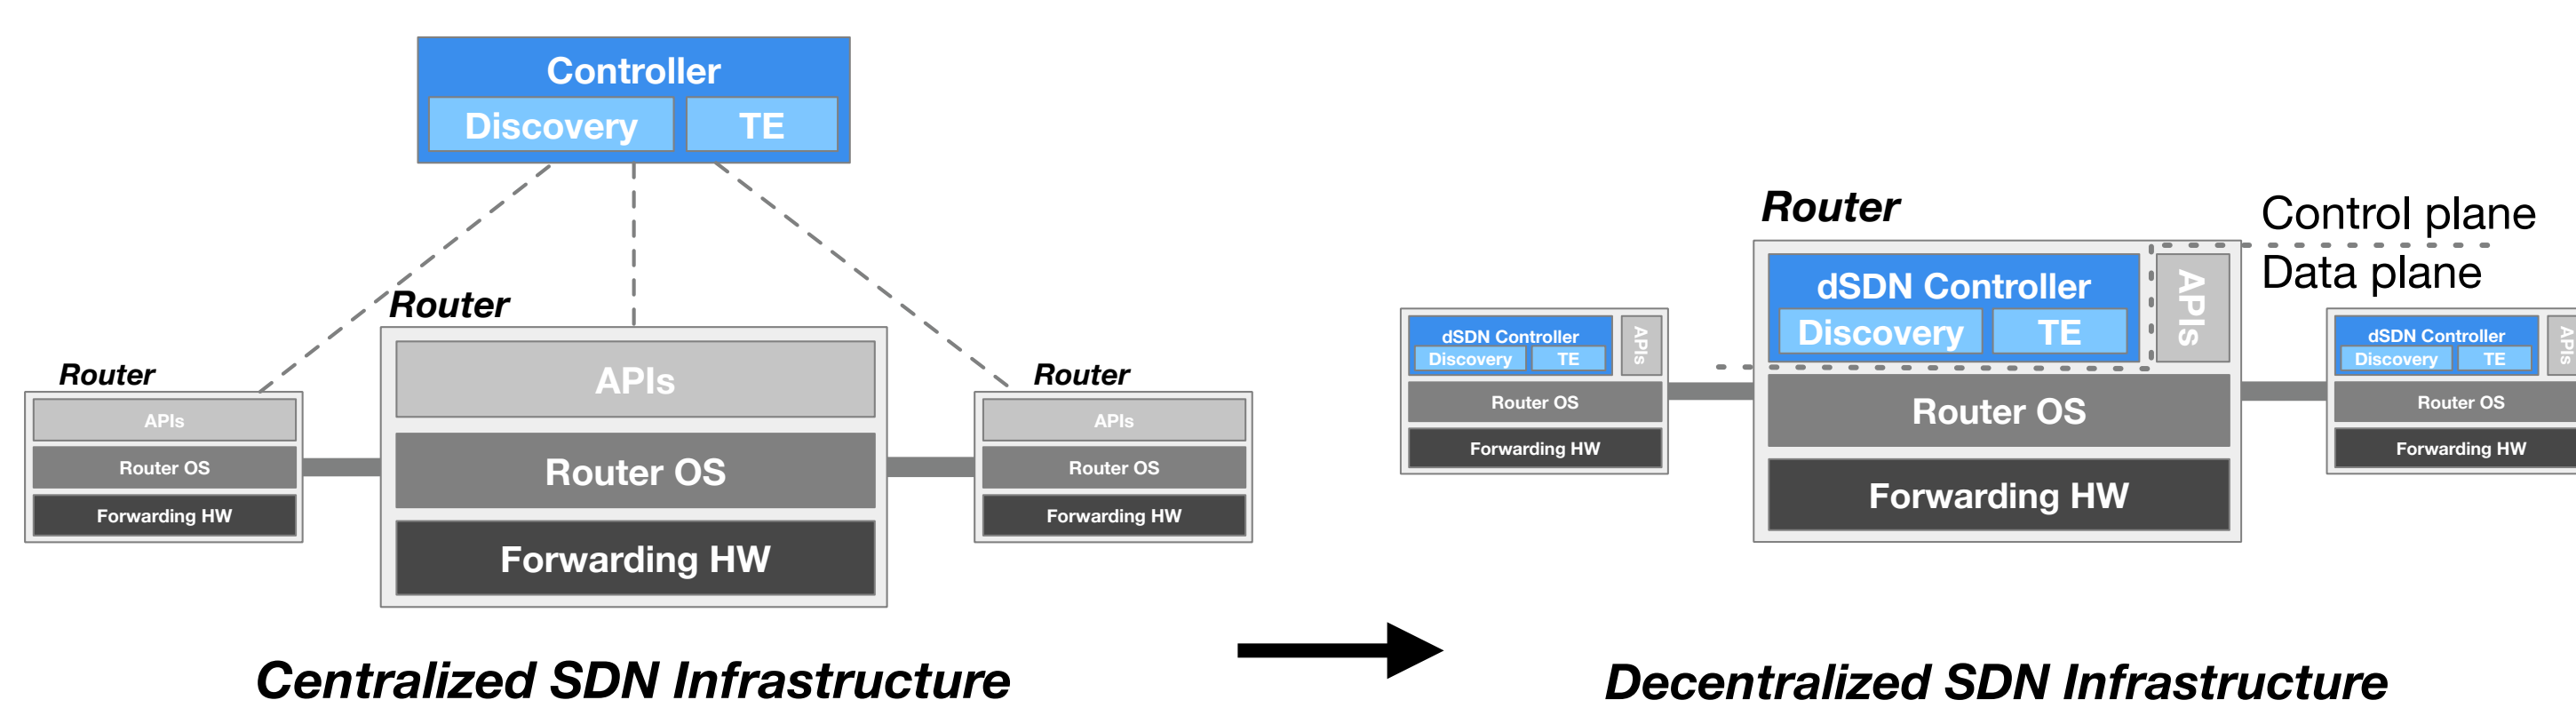 Controller
Discovery TE
Router
APIs
Router OS
Forwarding HW
Router
APIs
Router OS
Forwarding HW
Router
APIs
Router OS
Forwarding HW
Centralized SDN Infrastructure
dSDN Controller
Discovery TE
APIs
Router OS
Forwarding HW
Router
dSDN Controller
Discovery TE
APIs
Router OS
Forwarding HW
Control plane
Data plane
dSDN Controller
Discovery TE
APIs
Router OS
Forwarding HW
Decentralized SDN Infrastructure